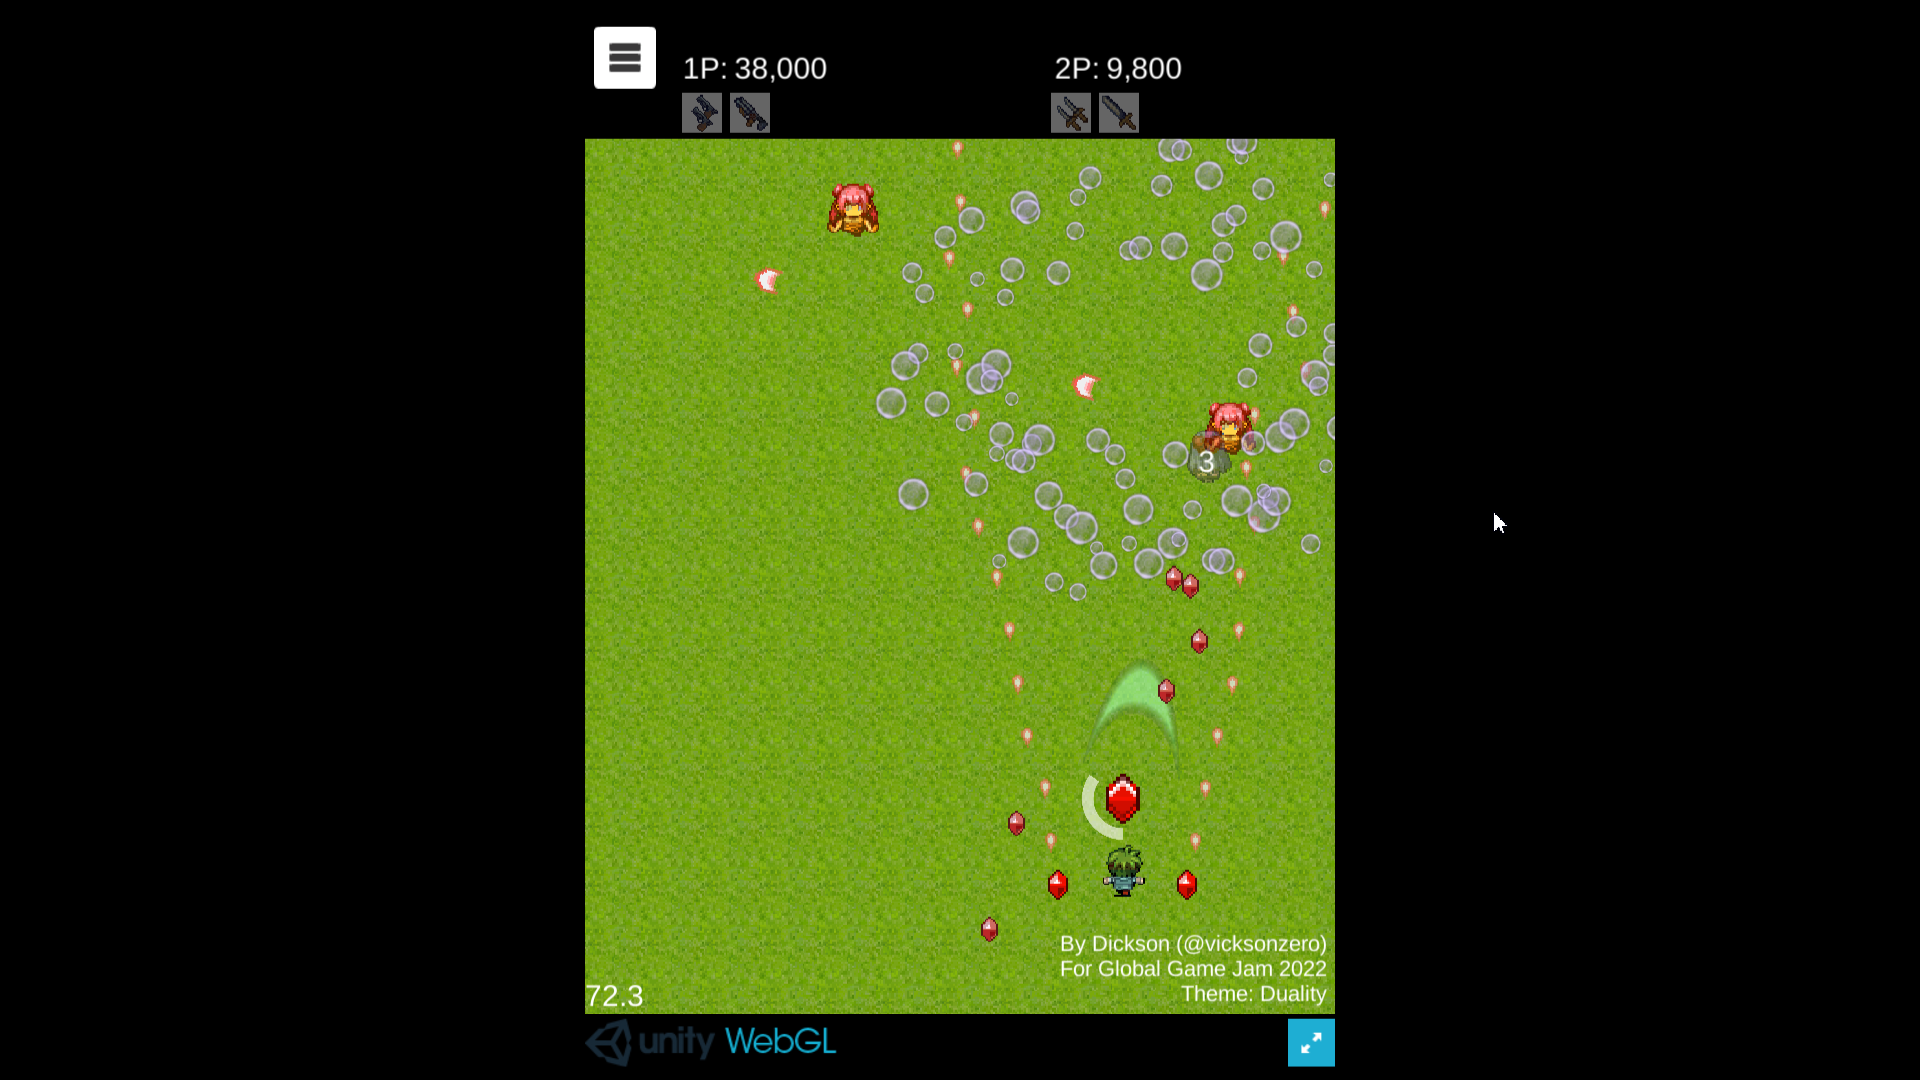 1P: 38,000
2P: 9,800
3
By Dickson (@vicksonzero)
For Global Game Jam 2022
Theme: Duality
72.3
unity WebGL